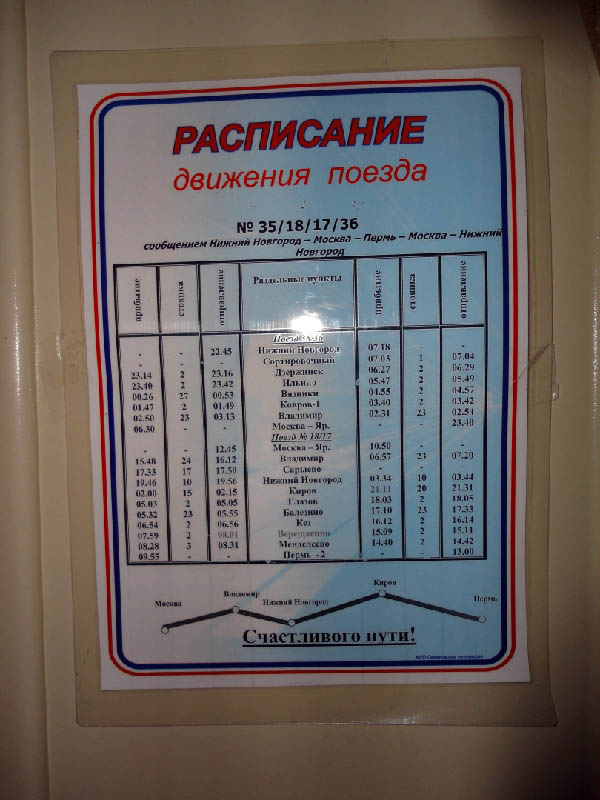 РАСПИСАНИЕ
движения поезда
№ 35/18/17/36
сообщением Нижний Новгород – Москва – Пермь – Москва – Нижний
Новгород
прибытие стоянка отправление Раздельные пункты прибытие стоянка отправление
Поезд
- - 22.45 Нижний Новгород 07.18 - -
- - - Сортировочный 07.03 1 07.04
23.14 2 23.16 Дзержинск 06.27 2 06.29
23.40 2 23.42 Ильино 05.47 2 05.49
00.26 27 00.53 Вязники 04.55 2 04.57
01.47 2 01.49 Ковров-1 03.40 2 03.42
02.50 23 03.13 Владимир 02.31 23 02.54
06.30 - - Москва – Яр. - - 23.40
Поезд № 18/17
- - 12.45 Москва – Яр. 10.50 - -
15.48 24 16.12 Владимир 06.57 23 07.20
17.33 17 17.50 - - -
19.46 10 19.56 Нижний Новгород 03.34 10 03.44
02.00 15 02.15 Киров 21.11 20 21.31
05.03 2 05.05 Глазов 18.03 2 18.05
05.32 23 05.55 Балезино 17.10 23 17.33
06.54 2 06.56 Кез 16.12 2 16.14
07.59 2 08.01 Верещагино 15.09 2 15.11
08.28 3 08.31 Менделеево 14.40 2 14.42
09.55 - - Пермь - 2 - - 13.00
Киров
Владимир
Пермь
Москва
Нижний Новгород
Счастливого пути!